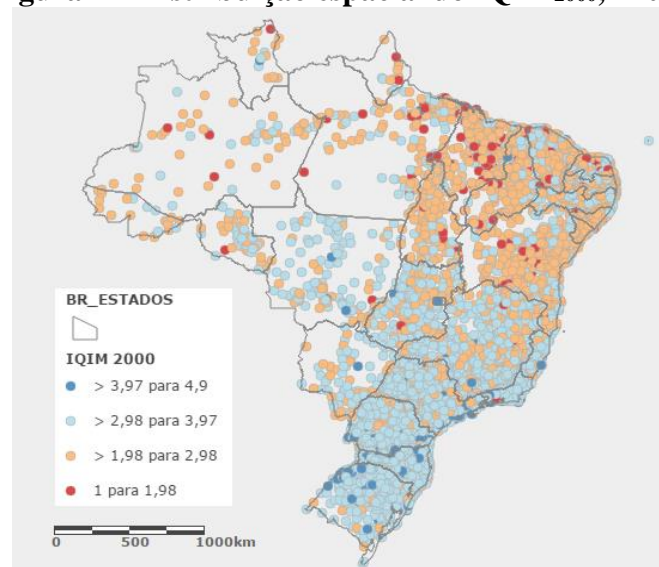 2000,
BR_ESTADOS
IQIM 2000
> 3,97 para 4,9
> 2,98 para 3,97
> 1,98 para 2,98
1 para 1,98
0 500 1000km